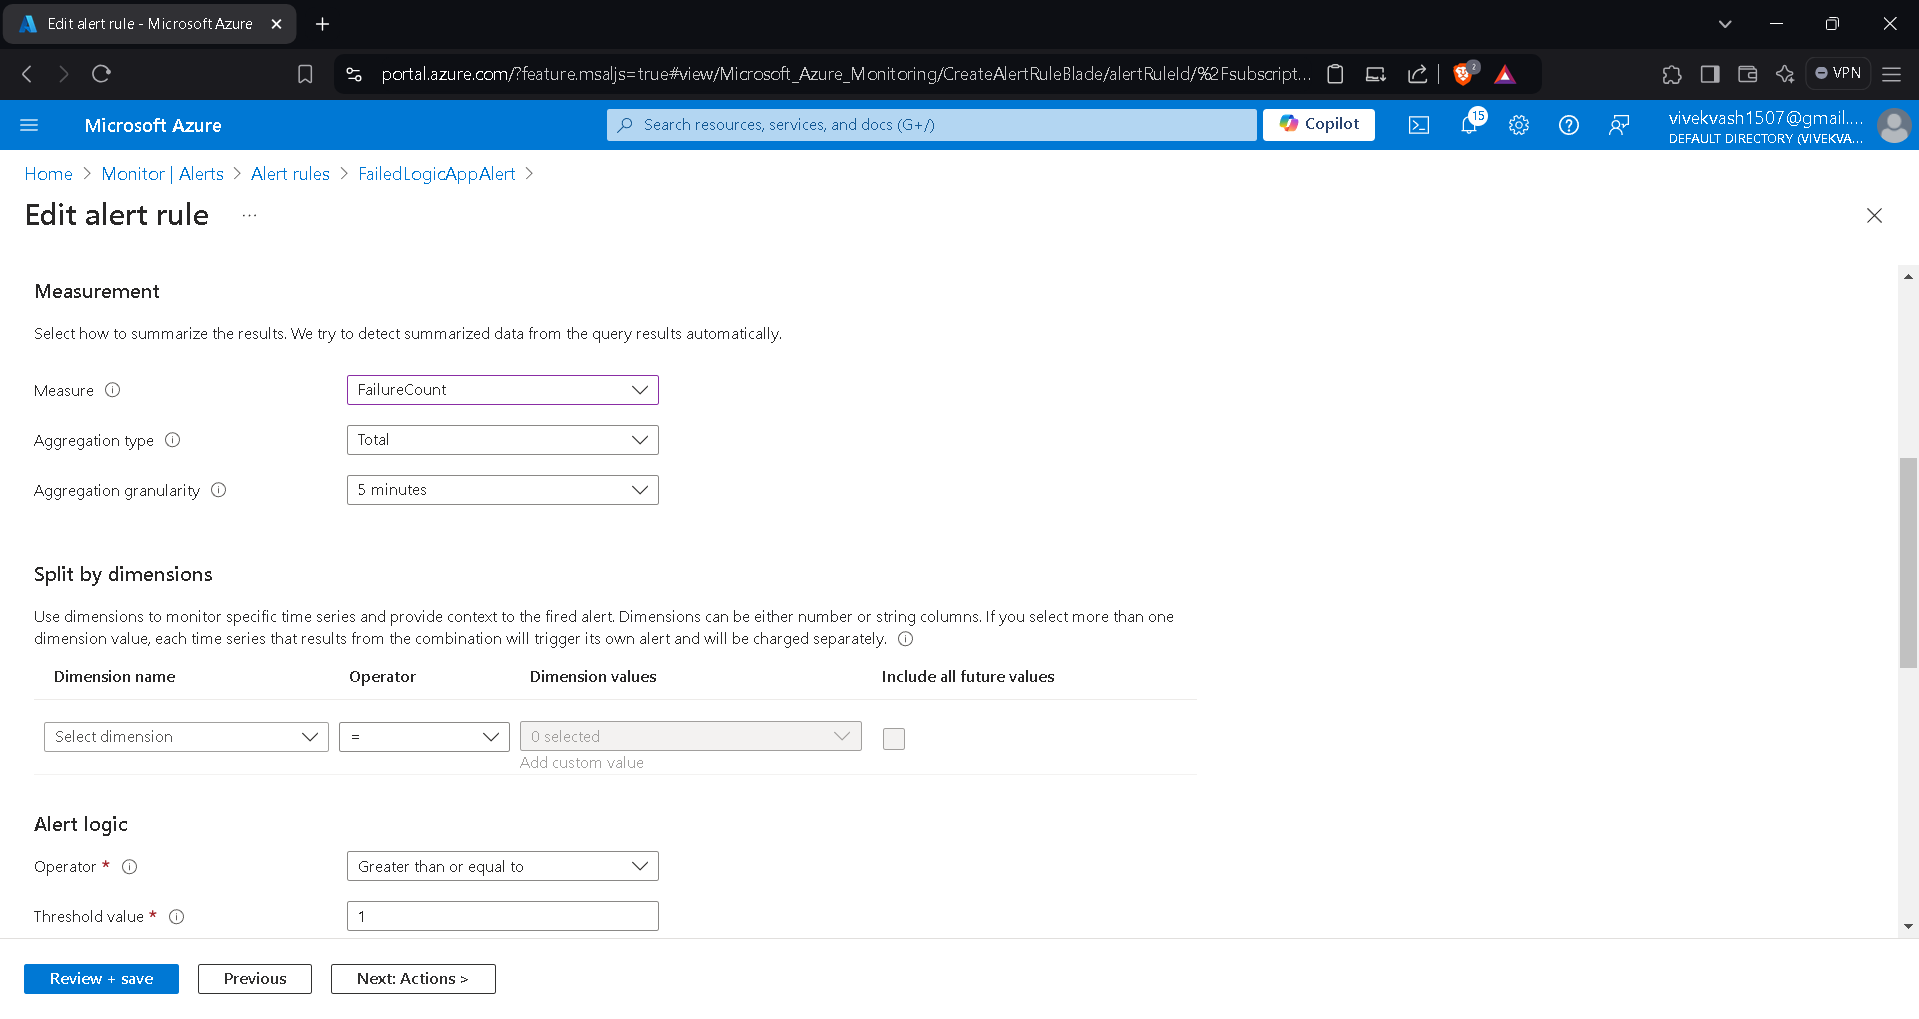 Edit alert rule - Microsoft Azure
portal.azure.com/?feature.msaljs=true#view/Microsoft_Azure_Monitoring/CreateAlertRuleBlade/alertRuleId/%2Fsubscript...
2
VPN
Microsoft Azure
Search resources, services, and docs (G+/)
Copilot
15
vivekvash1507@gmail....
DEFAULT DIRECTORY (VIVEKVA...
Home > Monitor | Alerts > Alert rules > FailedLogicAppAlert >
Edit alert rule ...
Measurement
Select how to summarize the results. We try to detect summarized data from the query results automatically.
Measure FailureCount
Aggregation type Total
Aggregation granularity 5 minutes
Split by dimensions
Use dimensions to monitor specific time series and provide context to the fired alert. Dimensions can be either number or string columns. If you select more than one
dimension value, each time series that results from the combination will trigger its own alert and will be charged separately.
Dimension name Operator Dimension values Include all future values
Select dimension = 0 selected
Add custom value
Alert logic
Operator * Greater than or equal to
Threshold value * 1
Review + save Previous Next: Actions >